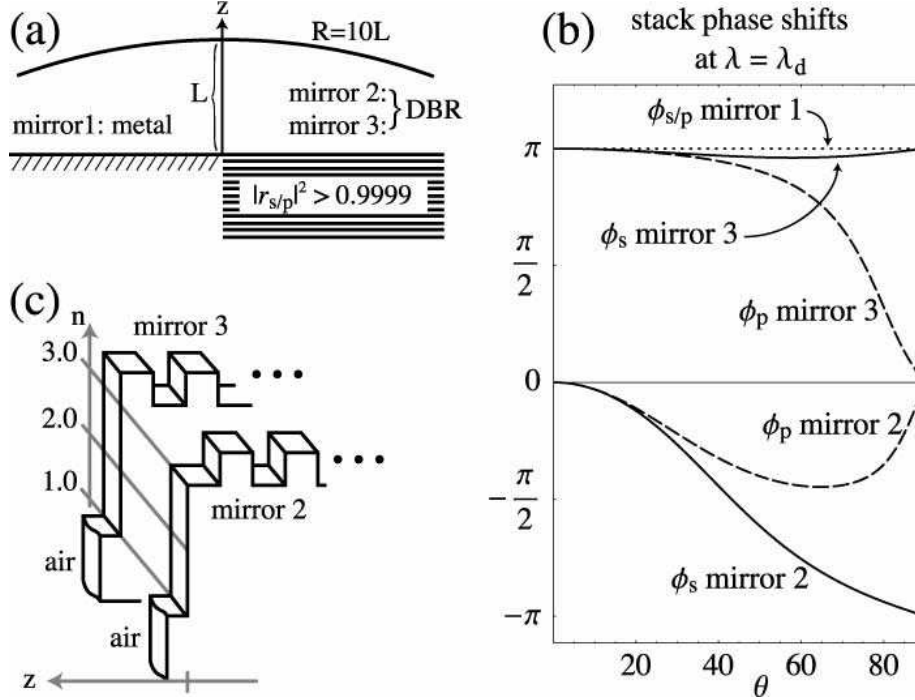 (a)
z
R=10L
L
mirror 2:
mirror 3:
DBR
mirror1: metal
|r_{s/p}|² > 0.9999
(b)
stack phase shifts
at λ = λ_d
φ_{s/p} mirror 1
π
φ_s mirror 3
π/2
φ_p mirror 3
0
φ_p mirror 2
−π/2
φ_s mirror 2
−π
20 40 60 80
θ
(c)
n
mirror 3
3.0
2.0
1.0
mirror 2
air
air
z